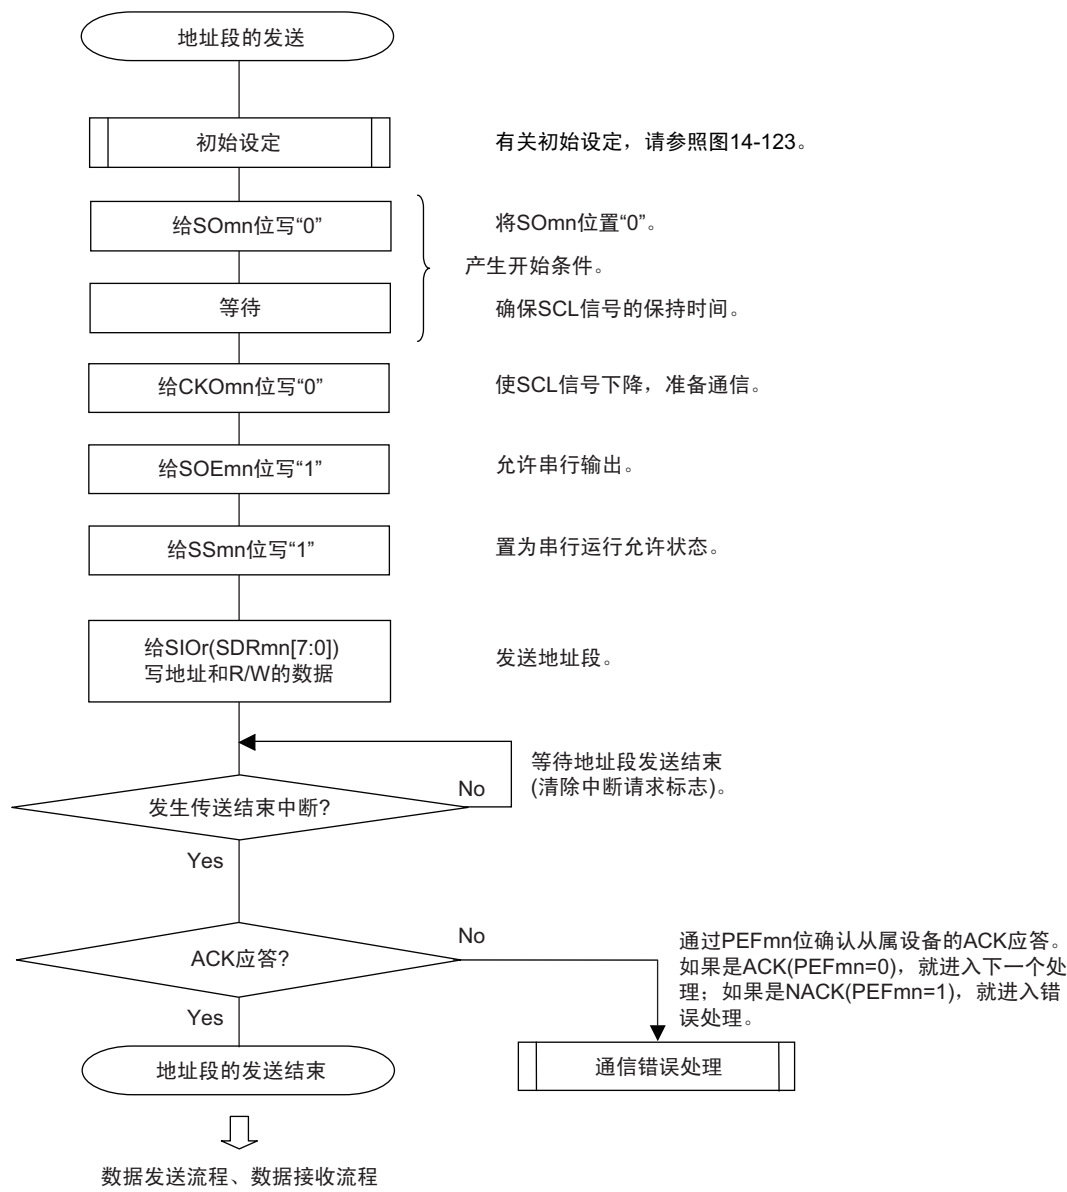 地址段的发送
初始设定
有关初始设定，请参照图14-123。
给SOmn位写“0”
将SOmn位置“0”。
产生开始条件。
等待
确保SCL信号的保持时间。
给CKOmn位写“0”
使SCL信号下降，准备通信。
给SOEmn位写“1”
允许串行输出。
给SSmn位写“1”
置为串行运行允许状态。
给SIOr(SDRmn[7:0])
写地址和R/W的数据
发送地址段。
等待地址段发送结束
(清除中断请求标志)。
发生传送结束中断?
No
Yes
ACK应答?
No
通过PEFmn位确认从属设备的ACK应答。
如果是ACK(PEFmn=0)，就进入下一个处
理；如果是NACK(PEFmn=1)，就进入错
误处理。
Yes
地址段的发送结束
通信错误处理
数据发送流程、数据接收流程